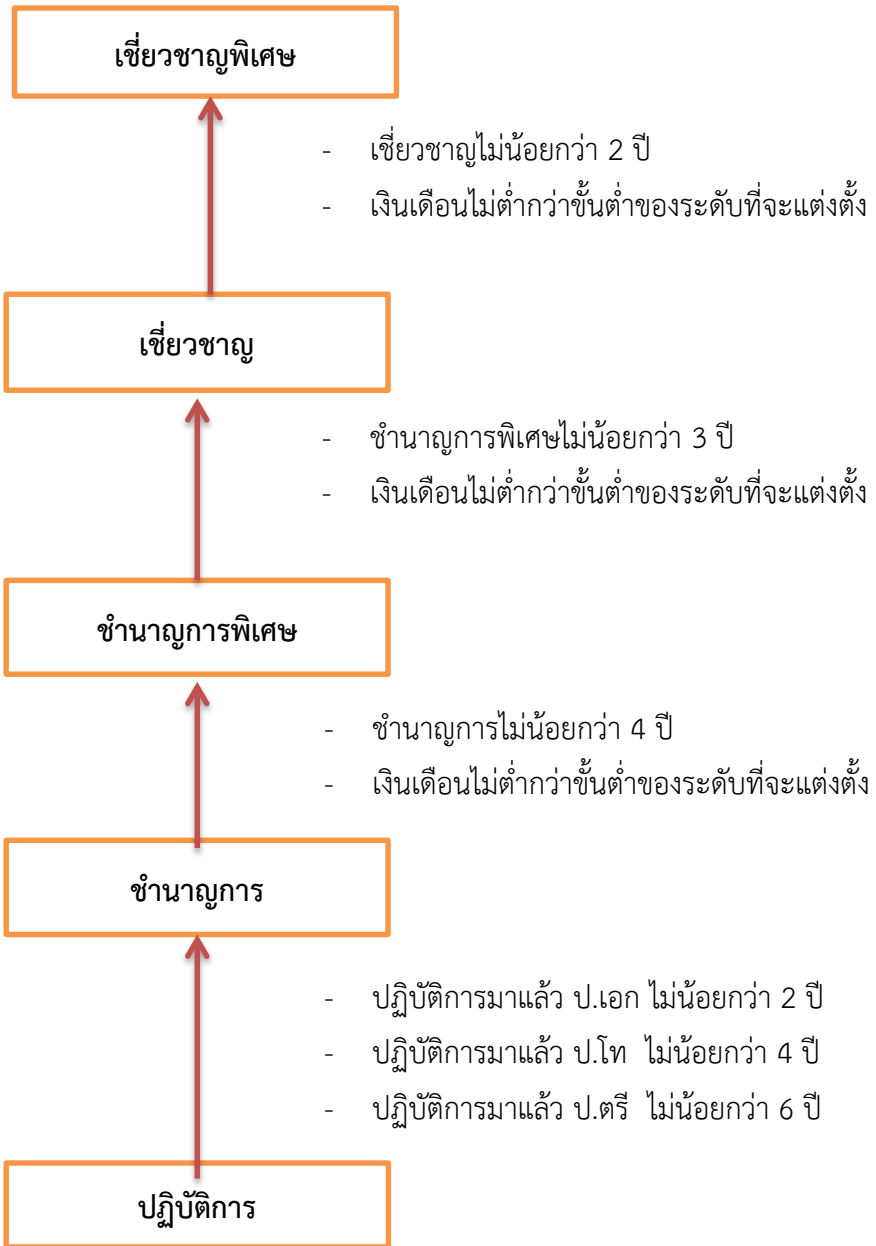 เชี่ยวชาญพิเศษ
- เชี่ยวชาญไม่น้อยกว่า 2 ปี
- เงินเดือนไม่ต่ำกว่าขั้นต่ำของระดับที่จะแต่งตั้ง
เชี่ยวชาญ
- ชำนาญการพิเศษไม่น้อยกว่า 3 ปี
- เงินเดือนไม่ต่ำกว่าขั้นต่ำของระดับที่จะแต่งตั้ง
ชำนาญการพิเศษ
- ชำนาญการไม่น้อยกว่า 4 ปี
- เงินเดือนไม่ต่ำกว่าขั้นต่ำของระดับที่จะแต่งตั้ง
ชำนาญการ
- ปฏิบัติการมาแล้ว ป.เอก ไม่น้อยกว่า 2 ปี
- ปฏิบัติการมาแล้ว ป.โท ไม่น้อยกว่า 4 ปี
- ปฏิบัติการมาแล้ว ป.ตรี ไม่น้อยกว่า 6 ปี
ปฏิบัติการ